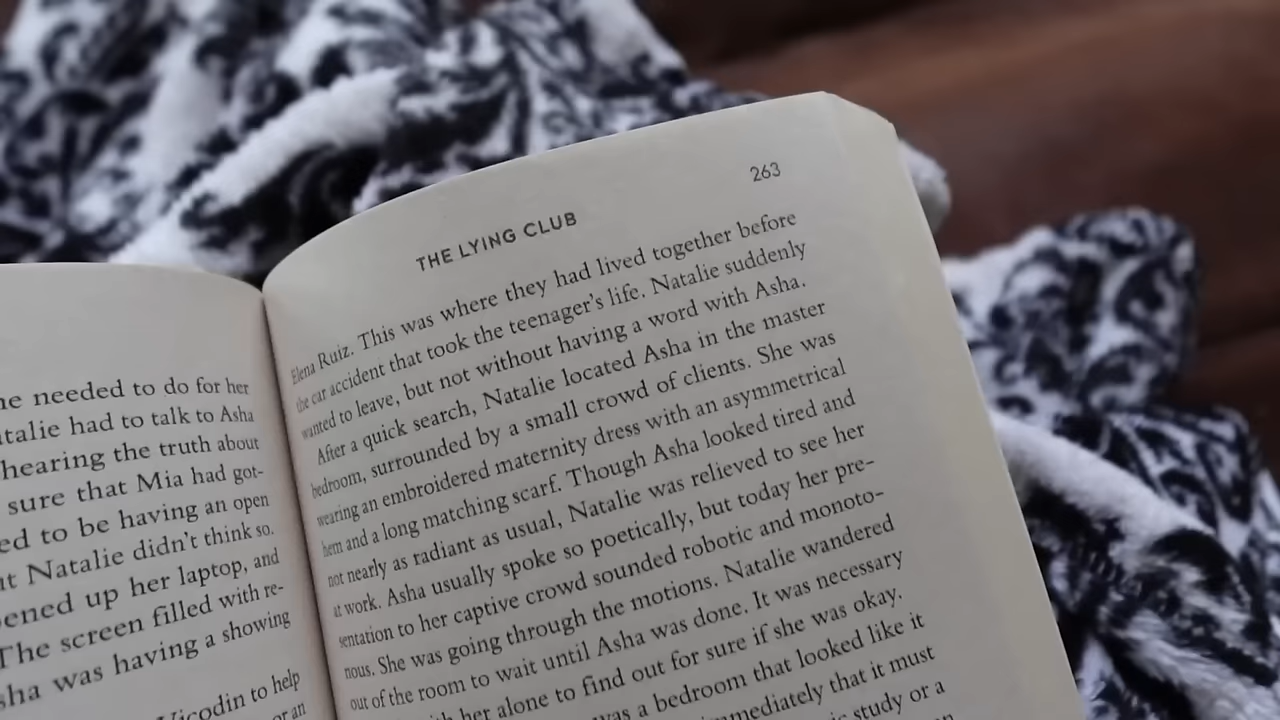 ne needed to do for her
atalie had to talk to Asha
hearing the truth about
sure that Mia had got-
ed to be having an open
at Natalie didn't think so.
ened up her laptop, and
The screen filled with re-
sha was having a showing
Vicodin to help
or an
THE LYING CLUB 263
Elena Ruiz. This was where they had lived together before
the car accident that took the teenager's life. Natalie suddenly
wanted to leave, but not without having a word with Asha.
After a quick search, Natalie located Asha in the master
bedroom, surrounded by a small crowd of clients. She was
wearing an embroidered maternity dress with an asymmetrical
hem and a long matching scarf. Though Asha looked tired and
not nearly as radiant as usual, Natalie was relieved to see her
at work. Asha usually spoke so poetically, but today her pre-
sentation to her captive crowd sounded robotic and monoto-
nous. She was going through the motions. Natalie wandered
out of the room to wait until Asha was done. It was necessary
her alone to find out for sure if she was okay.
was a bedroom that looked like it
immediately that it must
study or a